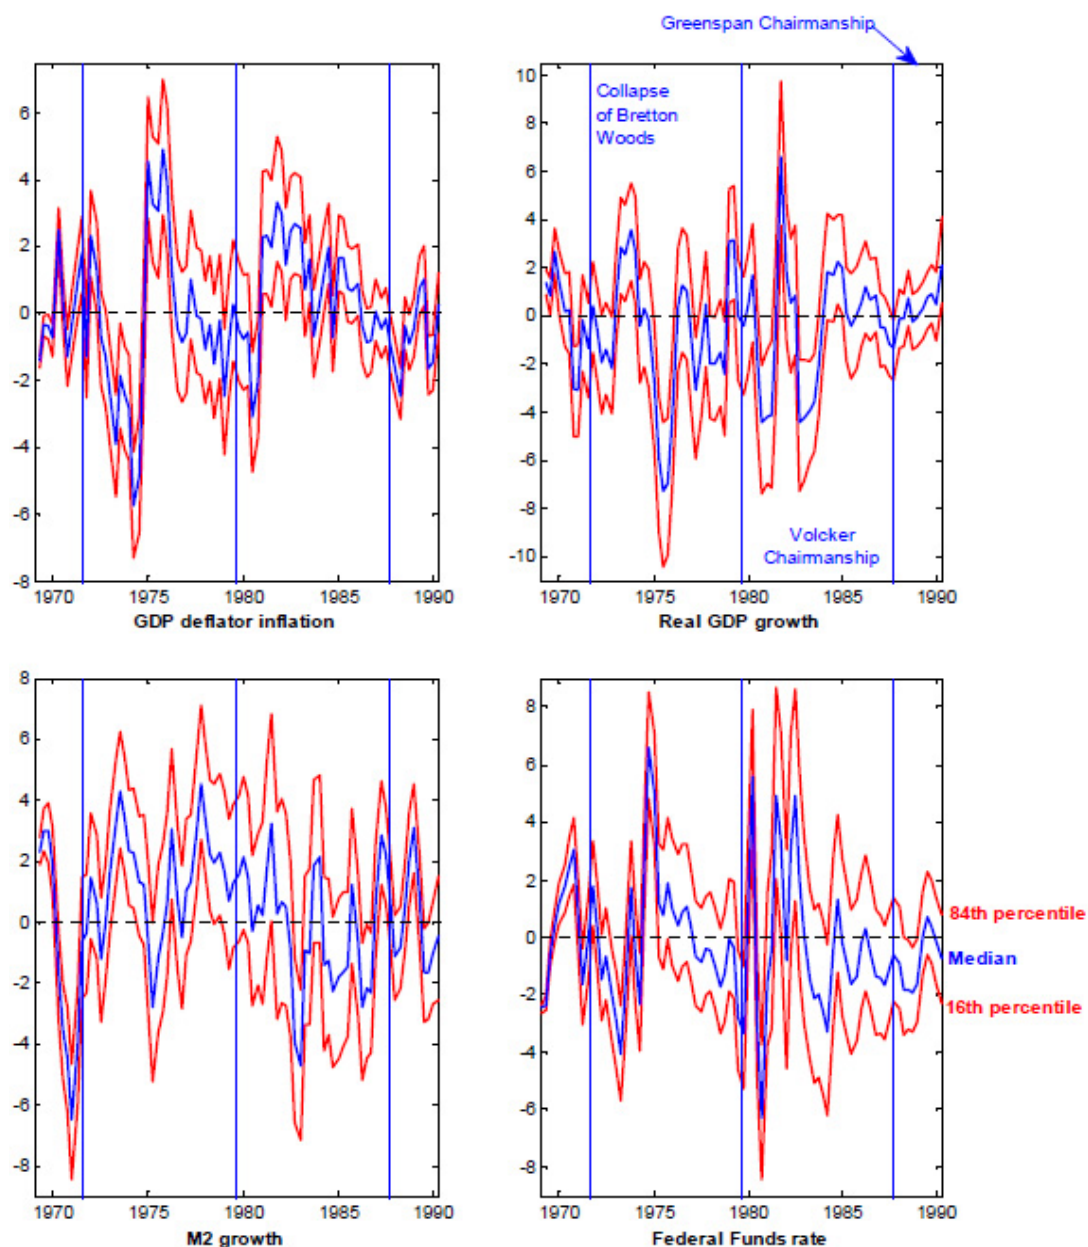 Greenspan Chairmanship
6
4
2
0
-2
-4
-6
-8
1970 1975 1980 1985 1990
GDP deflator inflation
10
8
6
4
2
0
-2
-4
-6
-8
-10
Collapse
of Bretton
Woods
Volcker
Chairmanship
1970 1975 1980 1985 1990
Real GDP growth
8
6
4
2
0
-2
-4
-6
-8
1970 1975 1980 1985 1990
M2 growth
8
6
4
2
0
-2
-4
-6
-8
84th percentile
Median
16th percentile
1970 1975 1980 1985 1990
Federal Funds rate